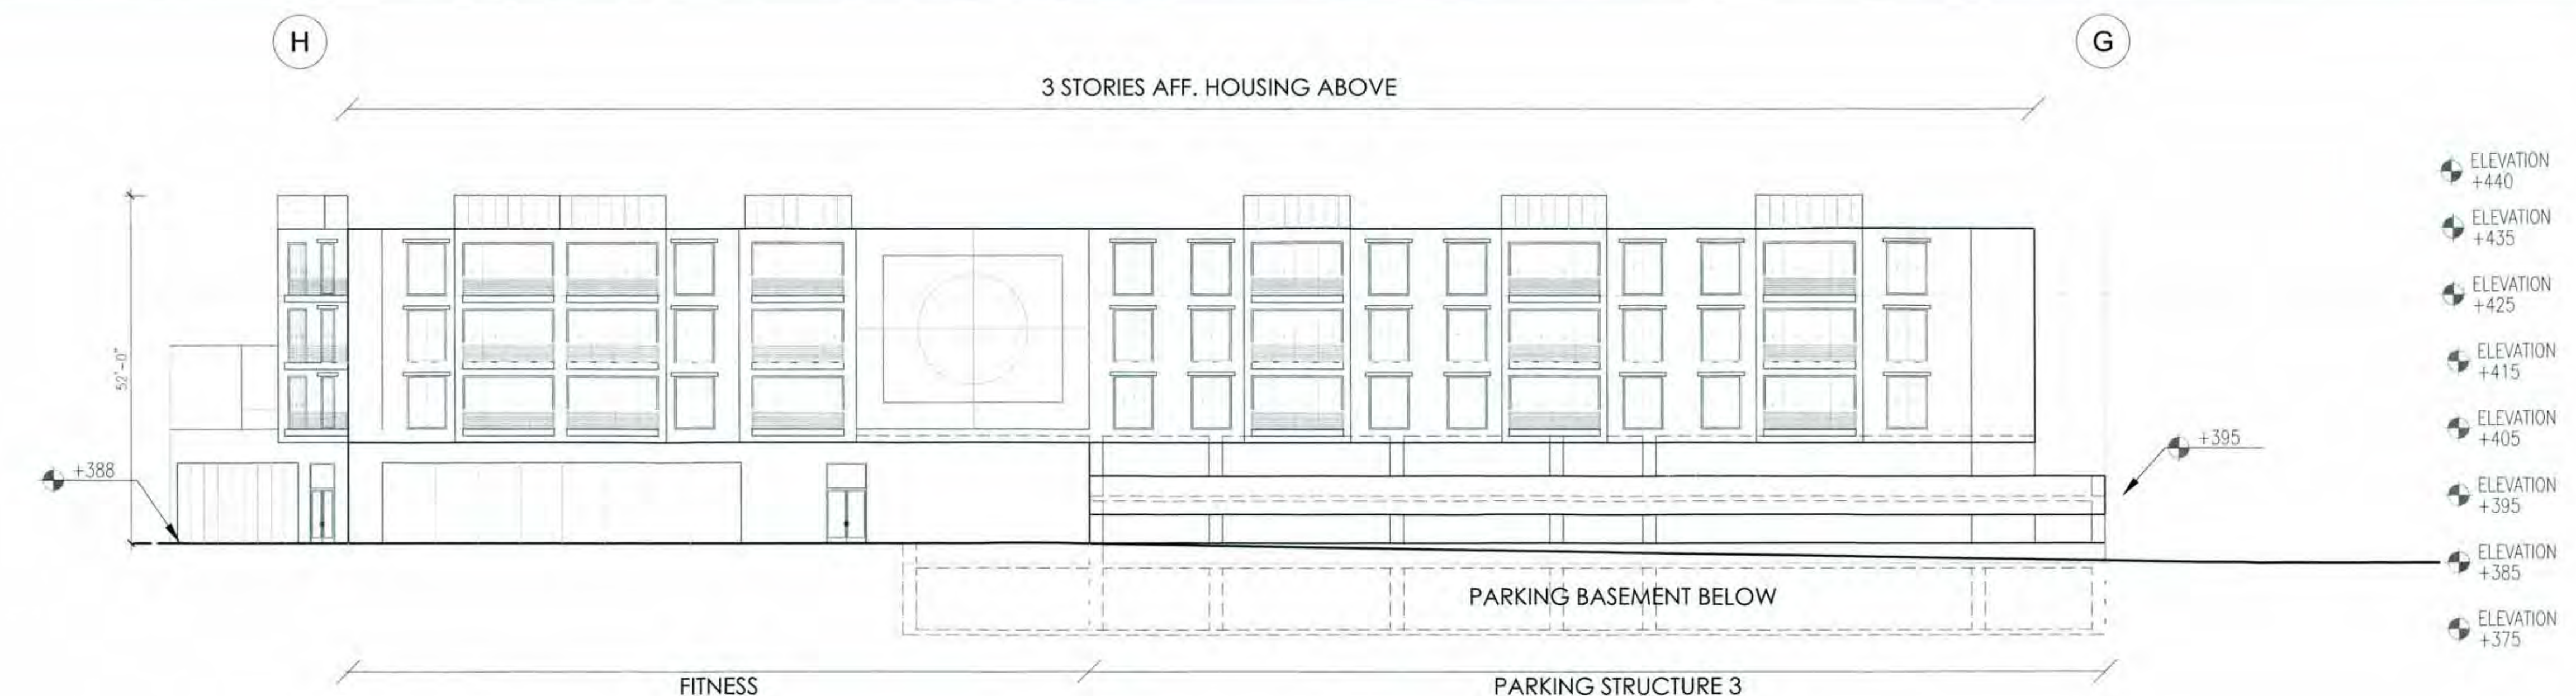 H
G
3 STORIES AFF. HOUSING ABOVE
ELEVATION
+440
ELEVATION
+435
ELEVATION
+425
ELEVATION
+415
ELEVATION
+405
ELEVATION
+395
ELEVATION
+385
ELEVATION
+375
52'-0"
+388
+395
PARKING BASEMENT BELOW
FITNESS
PARKING STRUCTURE 3